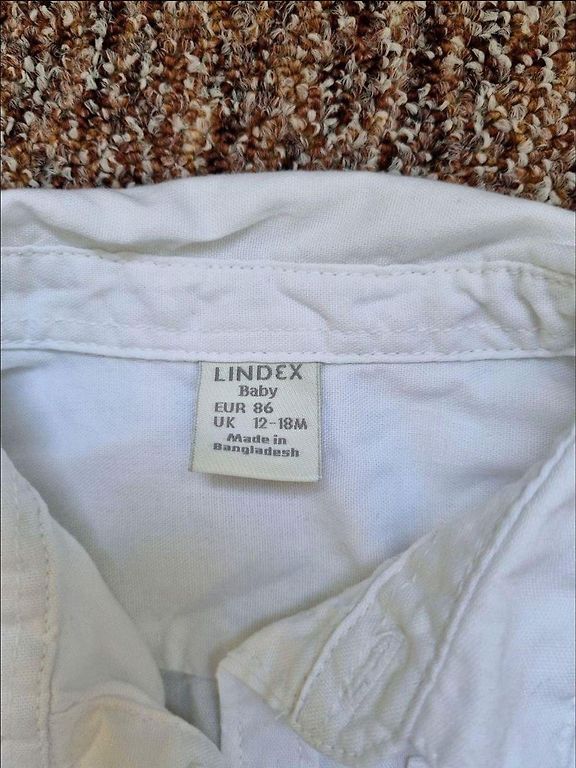 LINDEX
Baby
EUR 86
UK 12-18M
Made in
Bangladesh